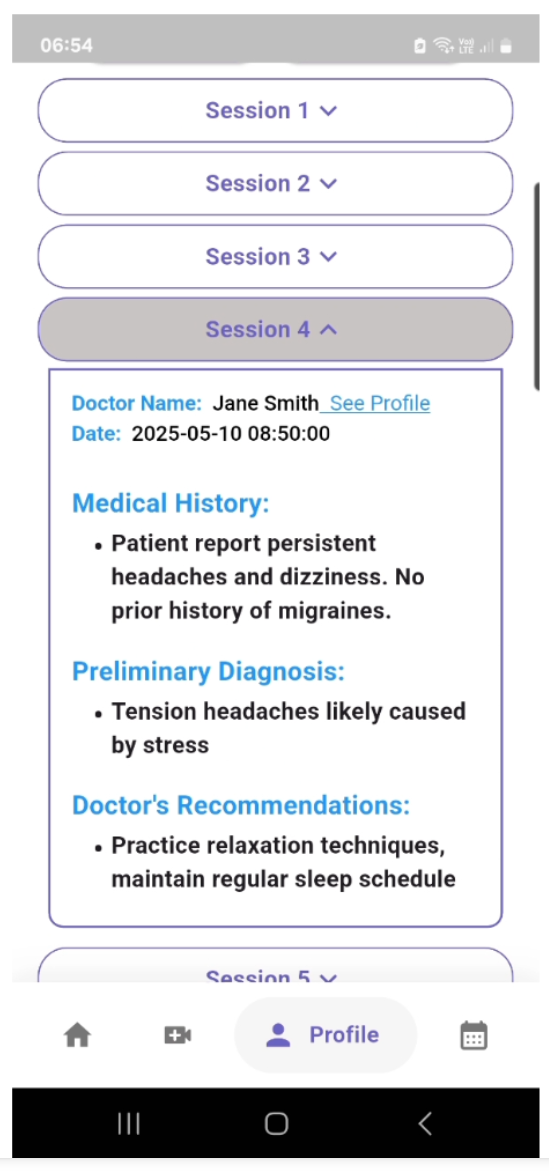 06:54
Vo))
LTE
Session 1
Session 2
Session 3
Session 4
Doctor Name: Jane Smith See Profile
Date: 2025-05-10 08:50:00
Medical History:
• Patient report persistent
headaches and dizziness. No
prior history of migraines.
Preliminary Diagnosis:
• Tension headaches likely caused
by stress
Doctor's Recommendations:
• Practice relaxation techniques,
maintain regular sleep schedule
Session 5
Profile